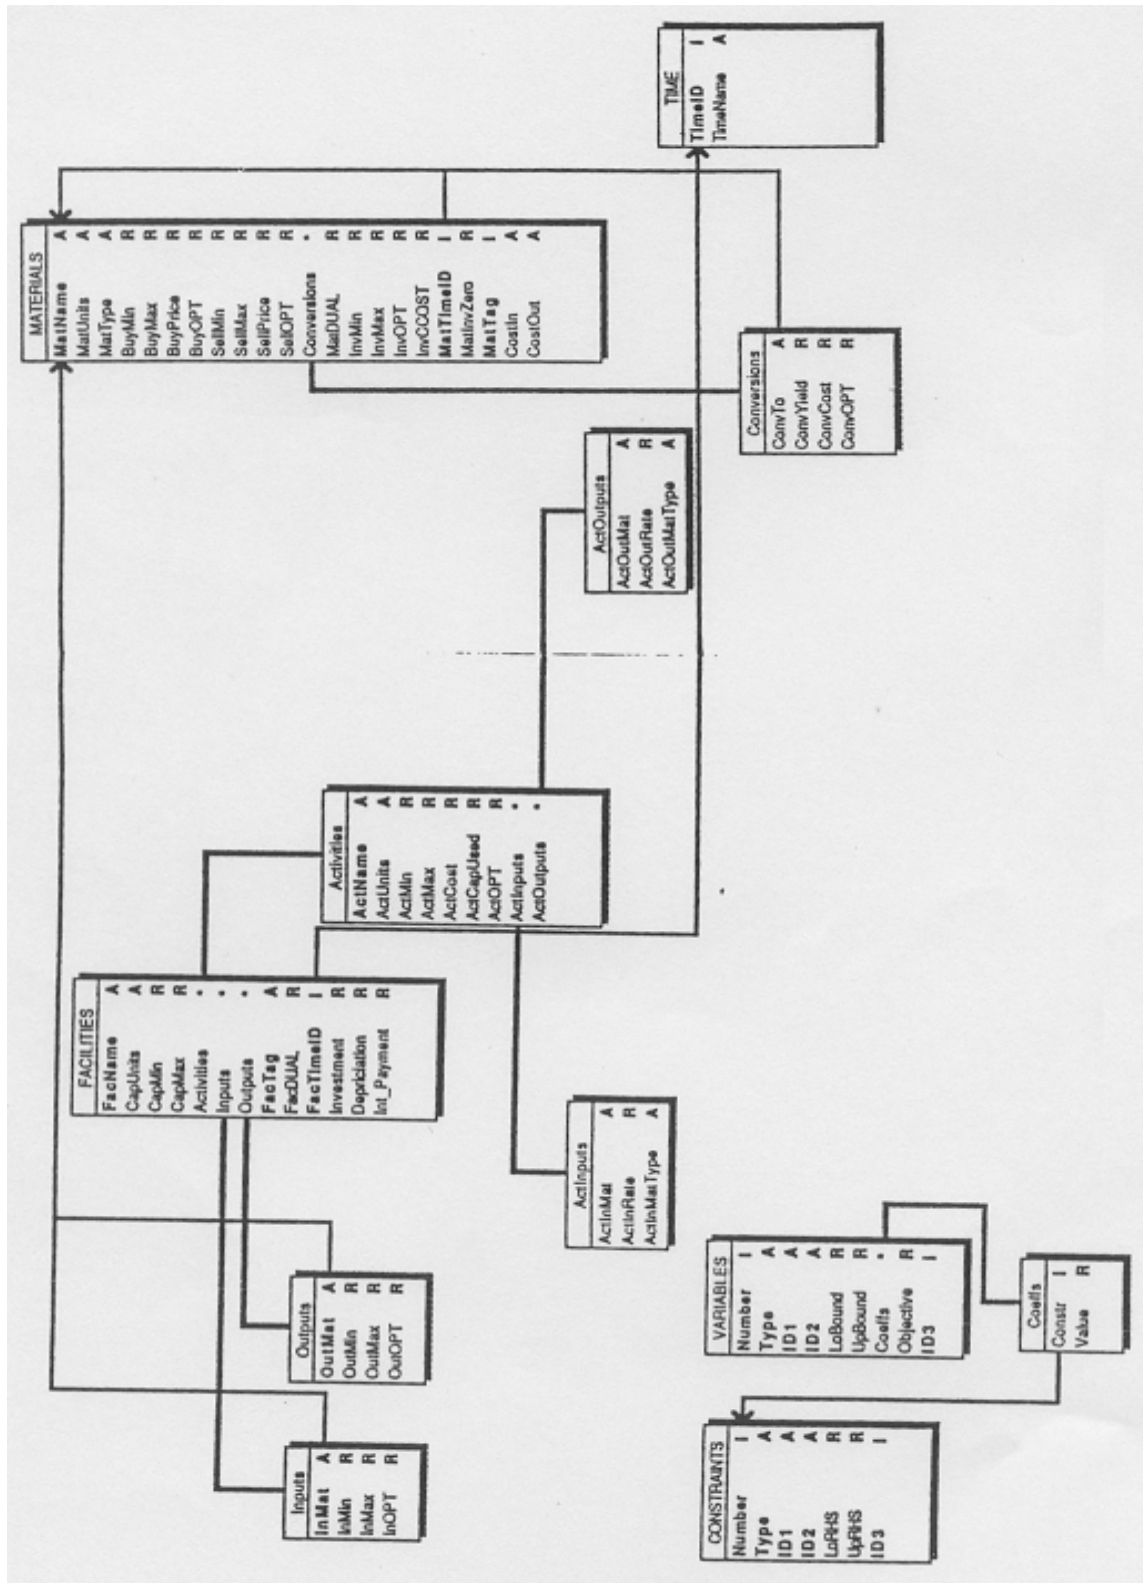 TIME
TimeID I
TimeName A
MATERIALS
MatName A
MatUnits A
MatType A
BuyMin R
BuyMax R
BuyPrice R
BuyOPT R
SellMin R
SellMax R
SellPrice R
SellOPT R
Conversions *
MatDUAL R
InvMin R
InvMax R
InvOPT R
InvCCOST R
MatTimeID I
MatInvZero R
MatTag I
CostIn A
CostOut A
Conversions
ConvTo A
ConvYield R
ConvCost R
ConvOPT R
ActOutputs
ActOutMat A
ActOutRate R
ActOutMatType A
Activities
ActName A
ActUnits A
ActMin R
ActMax R
ActCost R
ActCapUsed R
ActOPT R
ActInputs *
ActOutputs *
FACILITIES
FacName A
CapUnits A
CapMin R
CapMax R
Activities *
Inputs *
Outputs *
FacTag A
FacDUAL R
FacTimeID I
Investment R
Depriciation R
Int_Payment R
ActInputs
ActInMat A
ActInRate R
ActInMatType A
Outputs
OutMat A
OutMin R
OutMax R
OutOPT R
Inputs
InMat A
InMin R
InMax R
InOPT R
VARIABLES
Number I
Type A
ID1 A
ID2 A
LoBound R
UpBound R
Coeffs *
Objective R
ID3 I
Coeffs
Constr I
Value R
CONSTRAINTS
Number I
Type A
ID1 A
ID2 A
LoRHS R
UpRHS R
ID3 I